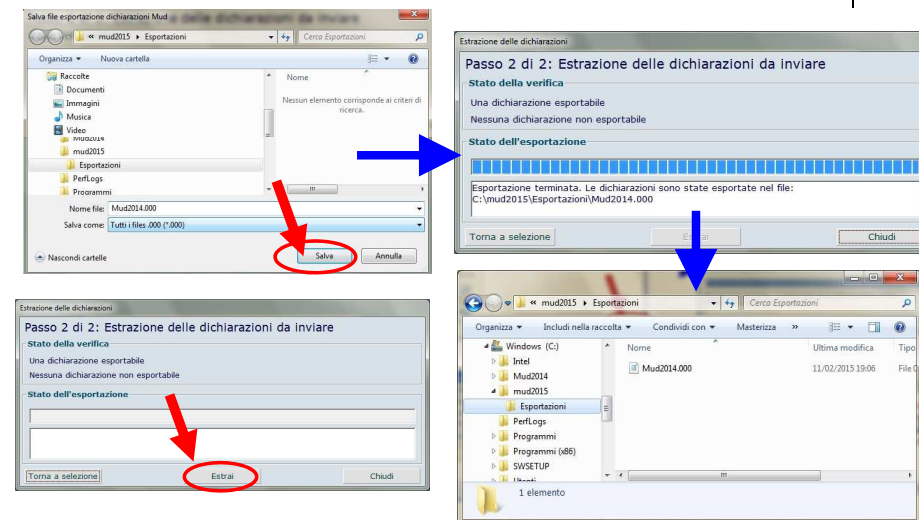 Salva file esportazione dichiarazioni Mud
« mud2015 ▸ Esportazioni
Cerca Esportazioni
Organizza ▼ Nuova cartella
Raccolte
Documenti
Immagini
Musica
Video
Mud2014
mud2015
Esportazioni
PerfLogs
Programmi
Nome
Nessun elemento corrisponde ai criteri di
ricerca.
Nome file: Mud2014.000
Salva come: Tutti i files .000 (*.000)
Nascondi cartelle
Salva
Annulla
Estrazione delle dichiarazioni
Passo 2 di 2: Estrazione delle dichiarazioni da inviare
Stato della verifica
Una dichiarazione esportabile
Nessuna dichiarazione non esportabile
Stato dell'esportazione
Esportazione terminata. Le dichiarazioni sono state esportate nel file:
C:\mud2015\Esportazioni\Mud2014.000
Torna a selezione
Chiudi
Estrazione delle dichiarazioni
Passo 2 di 2: Estrazione delle dichiarazioni da inviare
Stato della verifica
Una dichiarazione esportabile
Nessuna dichiarazione non esportabile
Stato dell'esportazione
Torna a selezione
Estrai
Chiudi
« mud2015 ▸ Esportazioni
Cerca Esportazioni
Organizza ▼ Includi nella raccolta ▼ Condividi con ▼ Masterizza »
Windows (C:)
Intel
Mud2014
mud2015
Esportazioni
PerfLogs
Programmi
Programmi (x86)
SWSETUP
Utenti
Nome Ultima modifica Tipo
Mud2014.000 11/02/2015 19:06 File
1 elemento